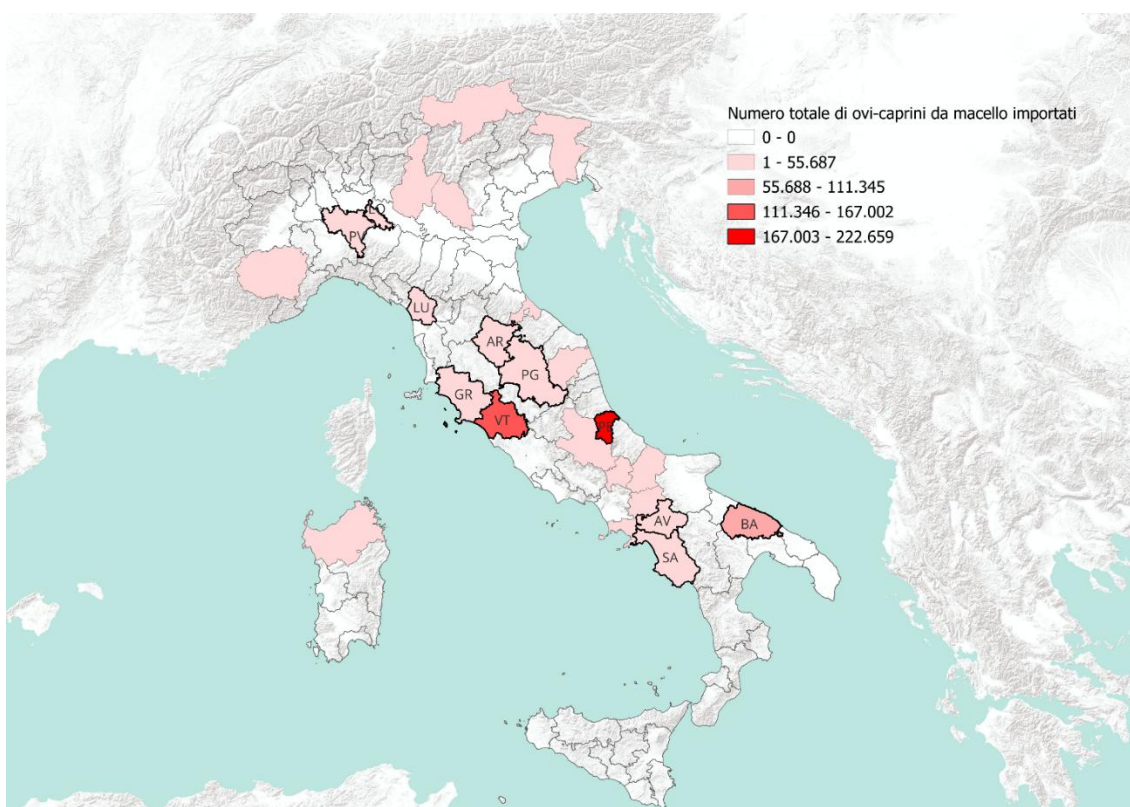 Numero totale di ovi-caprini da macello importati
0 - 0
1 - 55.687
55.688 - 111.345
111.346 - 167.002
167.003 - 222.659
PV
LU
AR
PG
GR
VT
AV
BA
SA